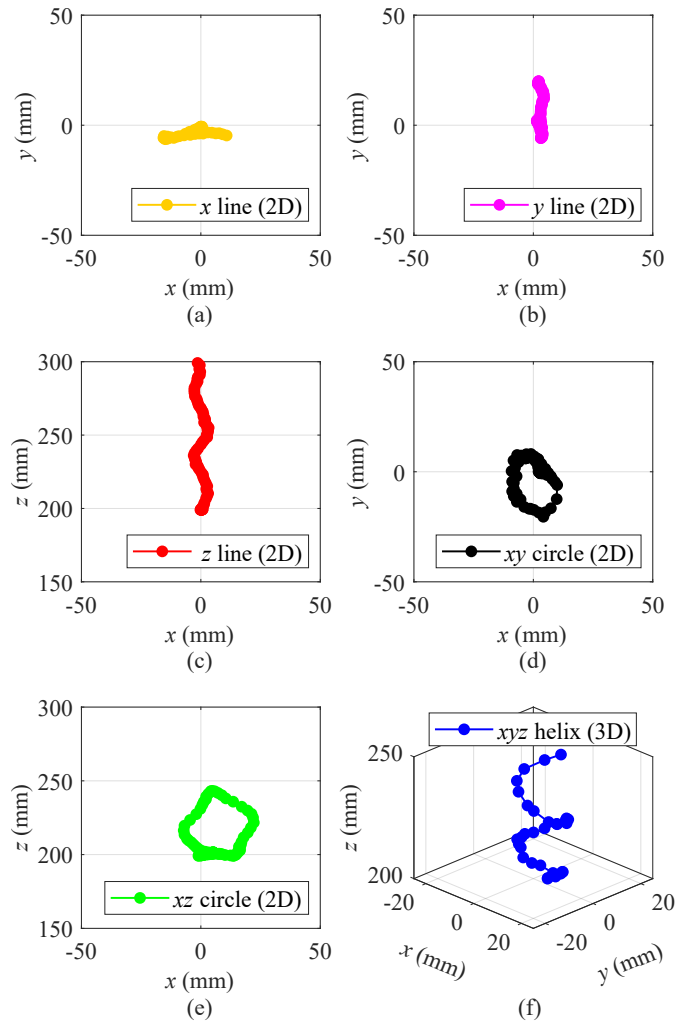 50
0
-50
y (mm)
x line (2D)
-50
0
50
x (mm)
(a)
50
0
-50
y (mm)
y line (2D)
-50
0
50
x (mm)
(b)
300
250
200
150
z (mm)
z line (2D)
-50
0
50
x (mm)
(c)
50
0
-50
y (mm)
xy circle (2D)
-50
0
50
x (mm)
(d)
300
250
200
150
z (mm)
xz circle (2D)
-50
0
50
x (mm)
(e)
xyz helix (3D)
250
200
z (mm)
-20
0
20
x (mm)
-20
0
20
y (mm)
(f)